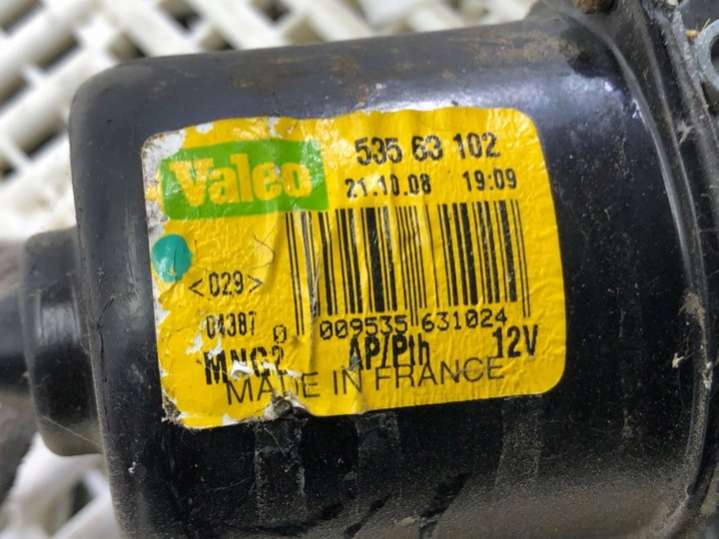 Valeo
535 63 102
21.10.08 19:09
<029>
04387
0 009535 631024
MNG2 AP/Pth 12V
MADE IN FRANCE